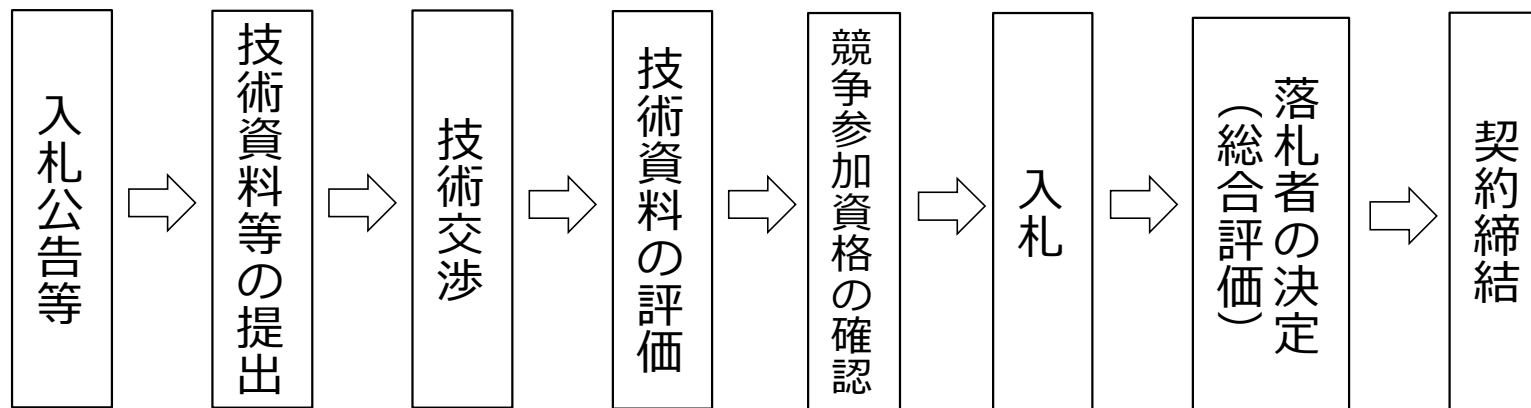 入札公告等
技術資料等の提出
技術交渉
技術資料の評価
競争参加資格の確認
入札
落札者の決定
（総合評価）
契約締結